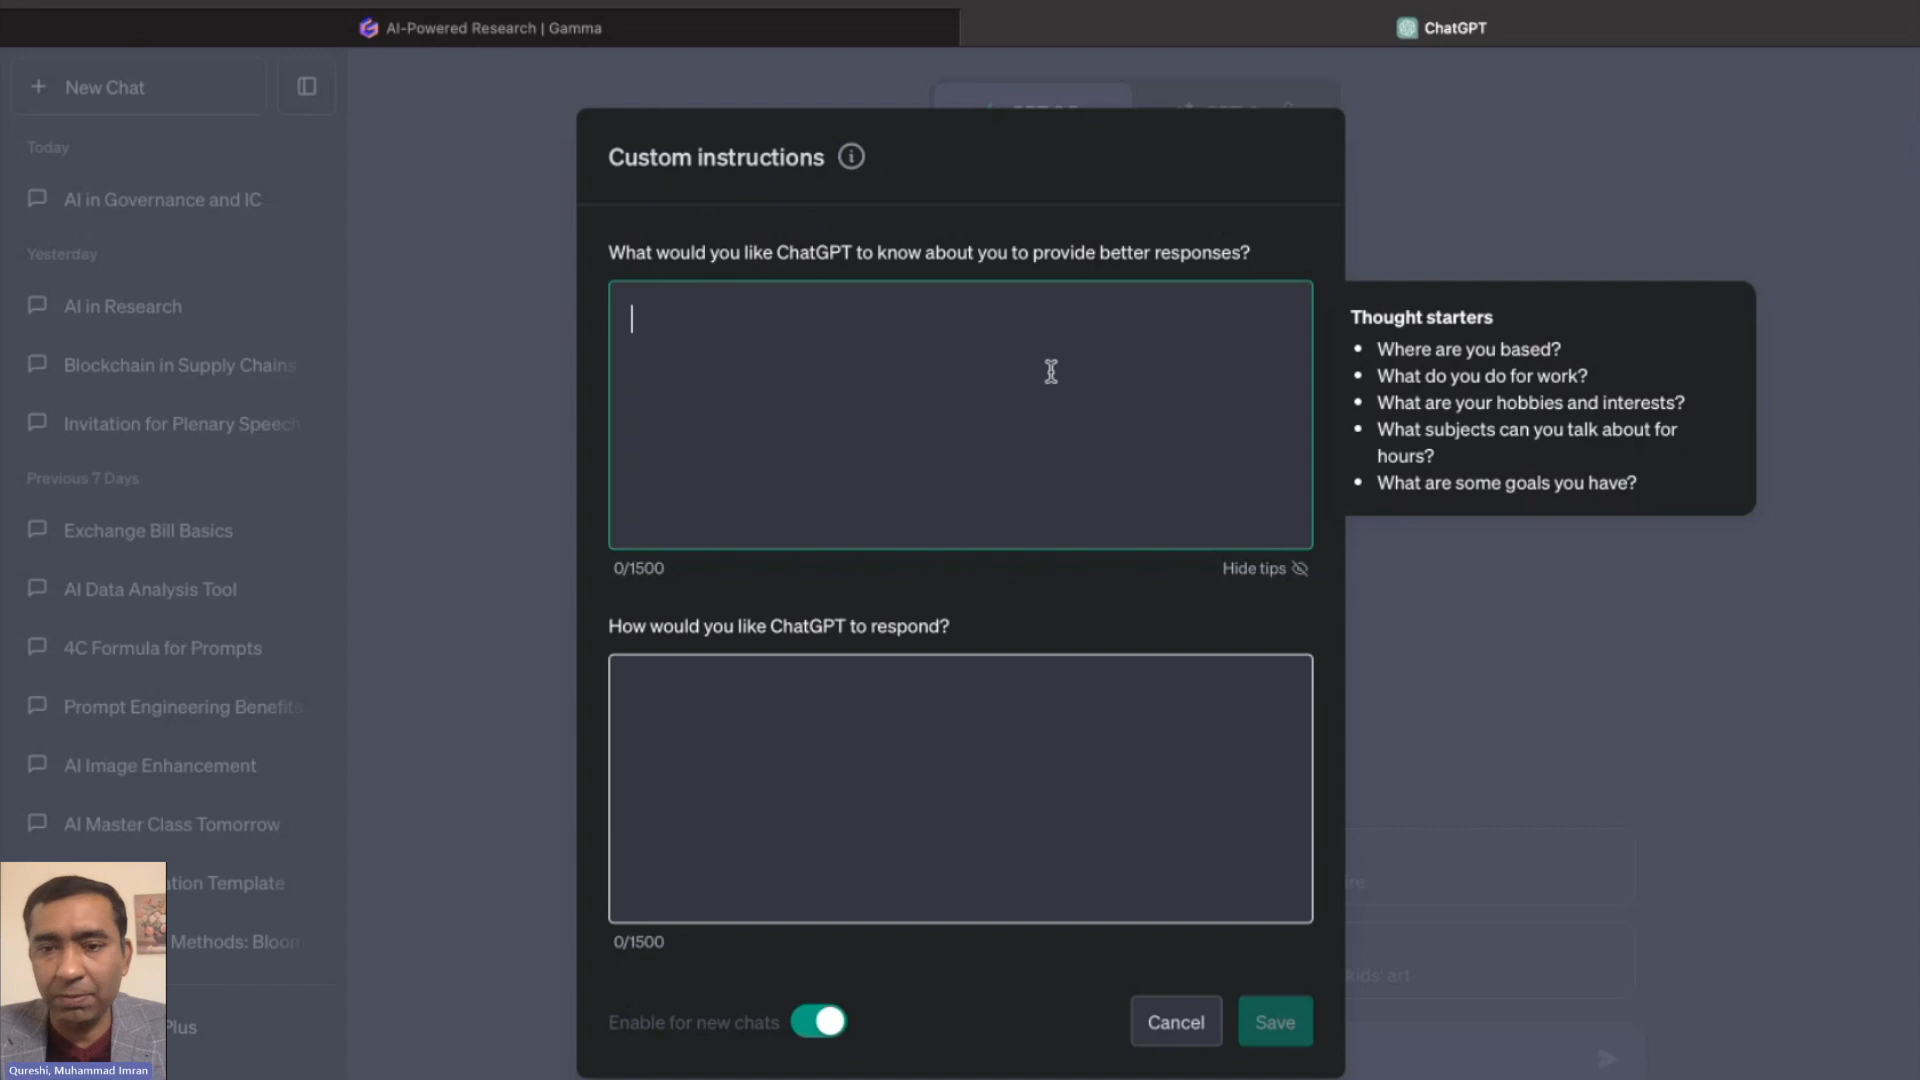 AI-Powered Research | Gamma
ChatGPT
New Chat
Today
AI in Governance and IC
Yesterday
AI in Research
Blockchain in Supply Chains
Invitation for Plenary Speech
Previous 7 Days
Exchange Bill Basics
AI Data Analysis Tool
4C Formula for Prompts
Prompt Engineering Benefits
AI Image Enhancement
AI Master Class Tomorrow
Template
Methods: Bloom
Plus
Qureshi, Muhammad Imran
Custom instructions
What would you like ChatGPT to know about you to provide better responses?
0/1500
Hide tips
How would you like ChatGPT to respond?
0/1500
Enable for new chats
Cancel
Save
Thought starters
• Where are you based?
• What do you do for work?
• What are your hobbies and interests?
• What subjects can you talk about for
hours?
• What are some goals you have?
kids' art